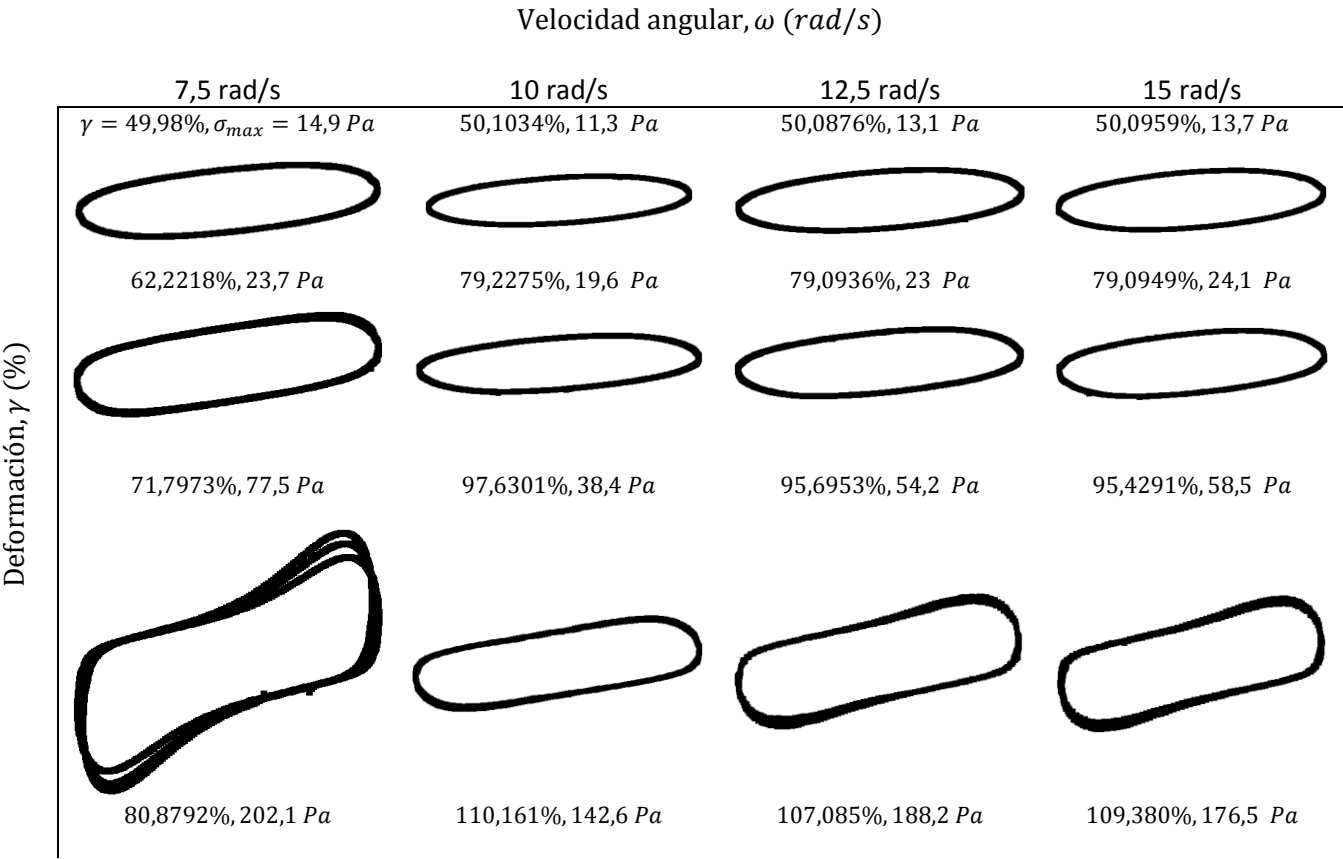 Velocidad angular, ω (rad/s)
7,5 rad/s 10 rad/s 12,5 rad/s 15 rad/s
γ = 49,98%, σmax = 14,9 Pa 50,1034%, 11,3 Pa 50,0876%, 13,1 Pa 50,0959%, 13,7 Pa
62,2218%, 23,7 Pa 79,2275%, 19,6 Pa 79,0936%, 23 Pa 79,0949%, 24,1 Pa
Deformación, γ (%)
71,7973%, 77,5 Pa 97,6301%, 38,4 Pa 95,6953%, 54,2 Pa 95,4291%, 58,5 Pa
80,8792%, 202,1 Pa 110,161%, 142,6 Pa 107,085%, 188,2 Pa 109,380%, 176,5 Pa